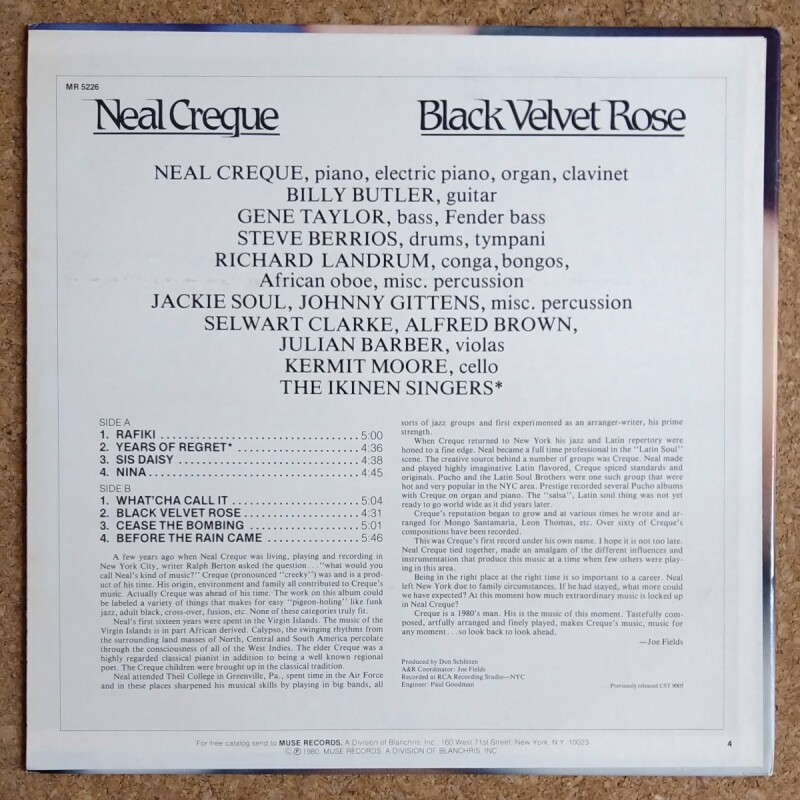 MR 5226
Neal Creque Black Velvet Rose
NEAL CREQUE, piano, electric piano, organ, clavinet
BILLY BUTLER, guitar
GENE TAYLOR, bass, Fender bass
STEVE BERRIOS, drums, tympani
RICHARD LANDRUM, conga, bongos,
African oboe, misc. percussion
JACKIE SOUL, JOHNNY GITTENS, misc. percussion
SELWART CLARKE, ALFRED BROWN,
JULIAN BARBER, violas
KERMIT MOORE, cello
THE IKINEN SINGERS*
SIDE A
1. RAFIKI 5:00
2. YEARS OF REGRET* 4:36
3. SIS DAISY 4:38
4. NINA 4:45
SIDE B
1. WHAT'CHA CALL IT 5:04
2. BLACK VELVET ROSE 4:31
3. CEASE THE BOMBING 5:01
4. BEFORE THE RAIN CAME 5:46
A few years ago when Neal Creque was living, playing and recording in
New York City, writer Ralph Berton asked the question . . . "what would you
call Neal's kind of music?" Creque (pronounced "creeky") was and is a prod-
uct of his time. His origin, environment and family all contributed to Creque's
music. Actually Creque was ahead of his time. The work on this album could
be labeled a variety of things that makes for easy "pigeon-holing" like funk
jazz, adult black, cross-over, fusion, etc. None of these categories truly fit.
Neal's first sixteen years were spent in the Virgin Islands. The music of the
Virgin Islands is in part African derived. Calypso, the swinging rhythms from
the surrounding land masses of North, Central and South America percolate
through the consciousness of all of the West Indies. The elder Creque was a
highly regarded classical pianist in addition to being a well known regional
poet. The Creque children were brought up in the classical tradition.
Neal attended Theil College in Greenville, Pa., spent time in the Air Force
and in these places sharpened his musical skills by playing in big bands, all
sorts of jazz groups and first experimented as an arranger-writer, his prime
strength.
When Creque returned to New York his jazz and Latin repertory were
honed to a fine edge. Neal became a full time professional in the "Latin Soul"
scene. The creative source behind a number of groups was Creque. Neal made
and played highly imaginative Latin flavored, Creque spiced standards and
originals. Pucho and the Latin Soul Brothers were one such group that were
hot and very popular in the NYC area. Prestige recorded several Pucho albums
with Creque on organ and piano. The "salsa", Latin soul thing was not yet
ready to go world wide as it did years later.
Creque's reputation began to grow and at various times he wrote and ar-
ranged for Mongo Santamaria, Leon Thomas, etc. Over sixty of Creque's
compositions have been recorded.
This was Creque's first record under his own name. I hope it is not too late.
Neal Creque tied together, made an amalgam of the different influences and
instrumentation that produce this music at a time when few others were play-
ing in this area.
Being in the right place at the right time is so important to a career. Neal
left New York due to family circumstances. If he had stayed, what more could
we have expected? At this moment how much extraordinary music is locked up
in Neal Creque?
Creque is a 1980's man. His is the music of this moment. Tastefully com-
posed, artfully arranged and finely played, makes Creque's music, music for
any moment . . . so look back to look ahead.
—Joe Fields
Produced by Don Schlitten
A&R Coordinator: Joe Fields
Recorded at RCA Recording Studio—NYC
Engineer: Paul Goodman
Previously released CST 9005
For free catalog send to MUSE RECORDS, A Division of Blanchris, Inc., 160 West 71st Street, New York, N.Y. 10023
© ℗ 1980, MUSE RECORDS, A DIVISION OF BLANCHRIS, INC.
4